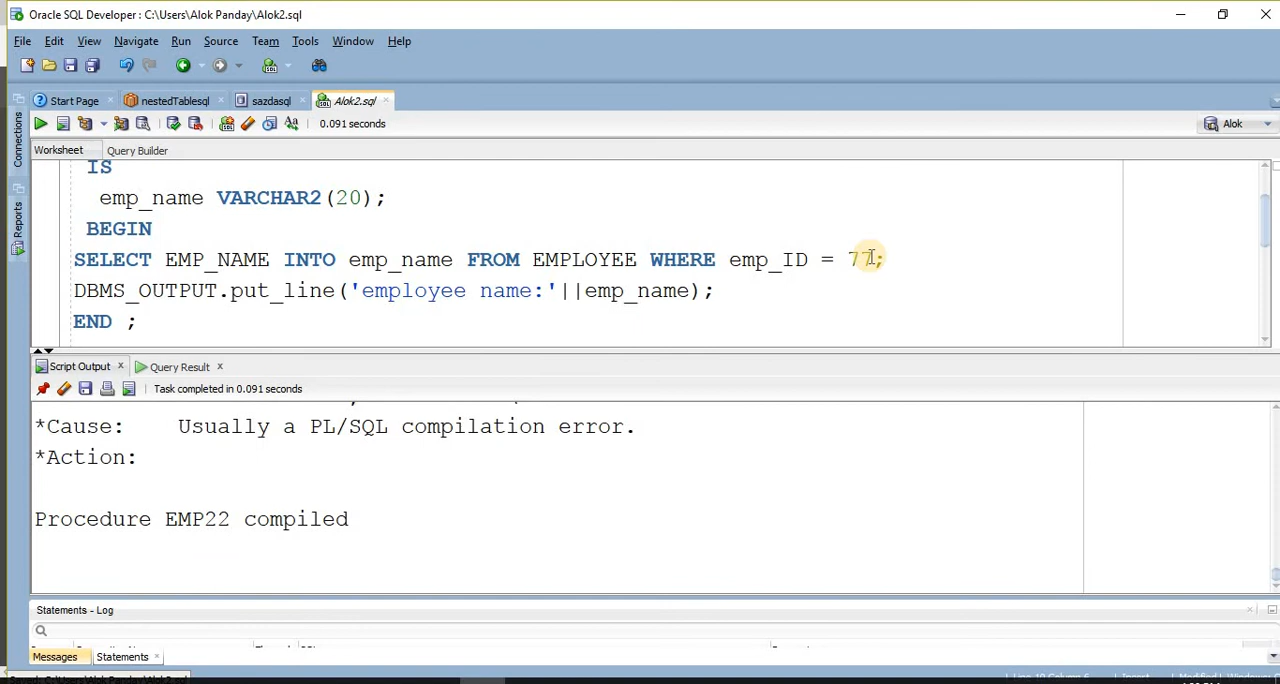 Oracle SQL Developer : C:\Users\Alok Panday\Alok2.sql
File Edit View Navigate Run Source Team Tools Window Help
Start Page nestedTablesql sazdasql Alok2.sql
0.091 seconds Alok
Connections
Reports
Worksheet Query Builder
IS
emp_name VARCHAR2(20);
BEGIN
SELECT EMP_NAME INTO emp_name FROM EMPLOYEE WHERE emp_ID = 77;
DBMS_OUTPUT.put_line('employee name:'||emp_name);
END ;
Script Output Query Result
Task completed in 0.091 seconds
*Cause: Usually a PL/SQL compilation error.
*Action:
Procedure EMP22 compiled
Statements - Log
Messages Statements